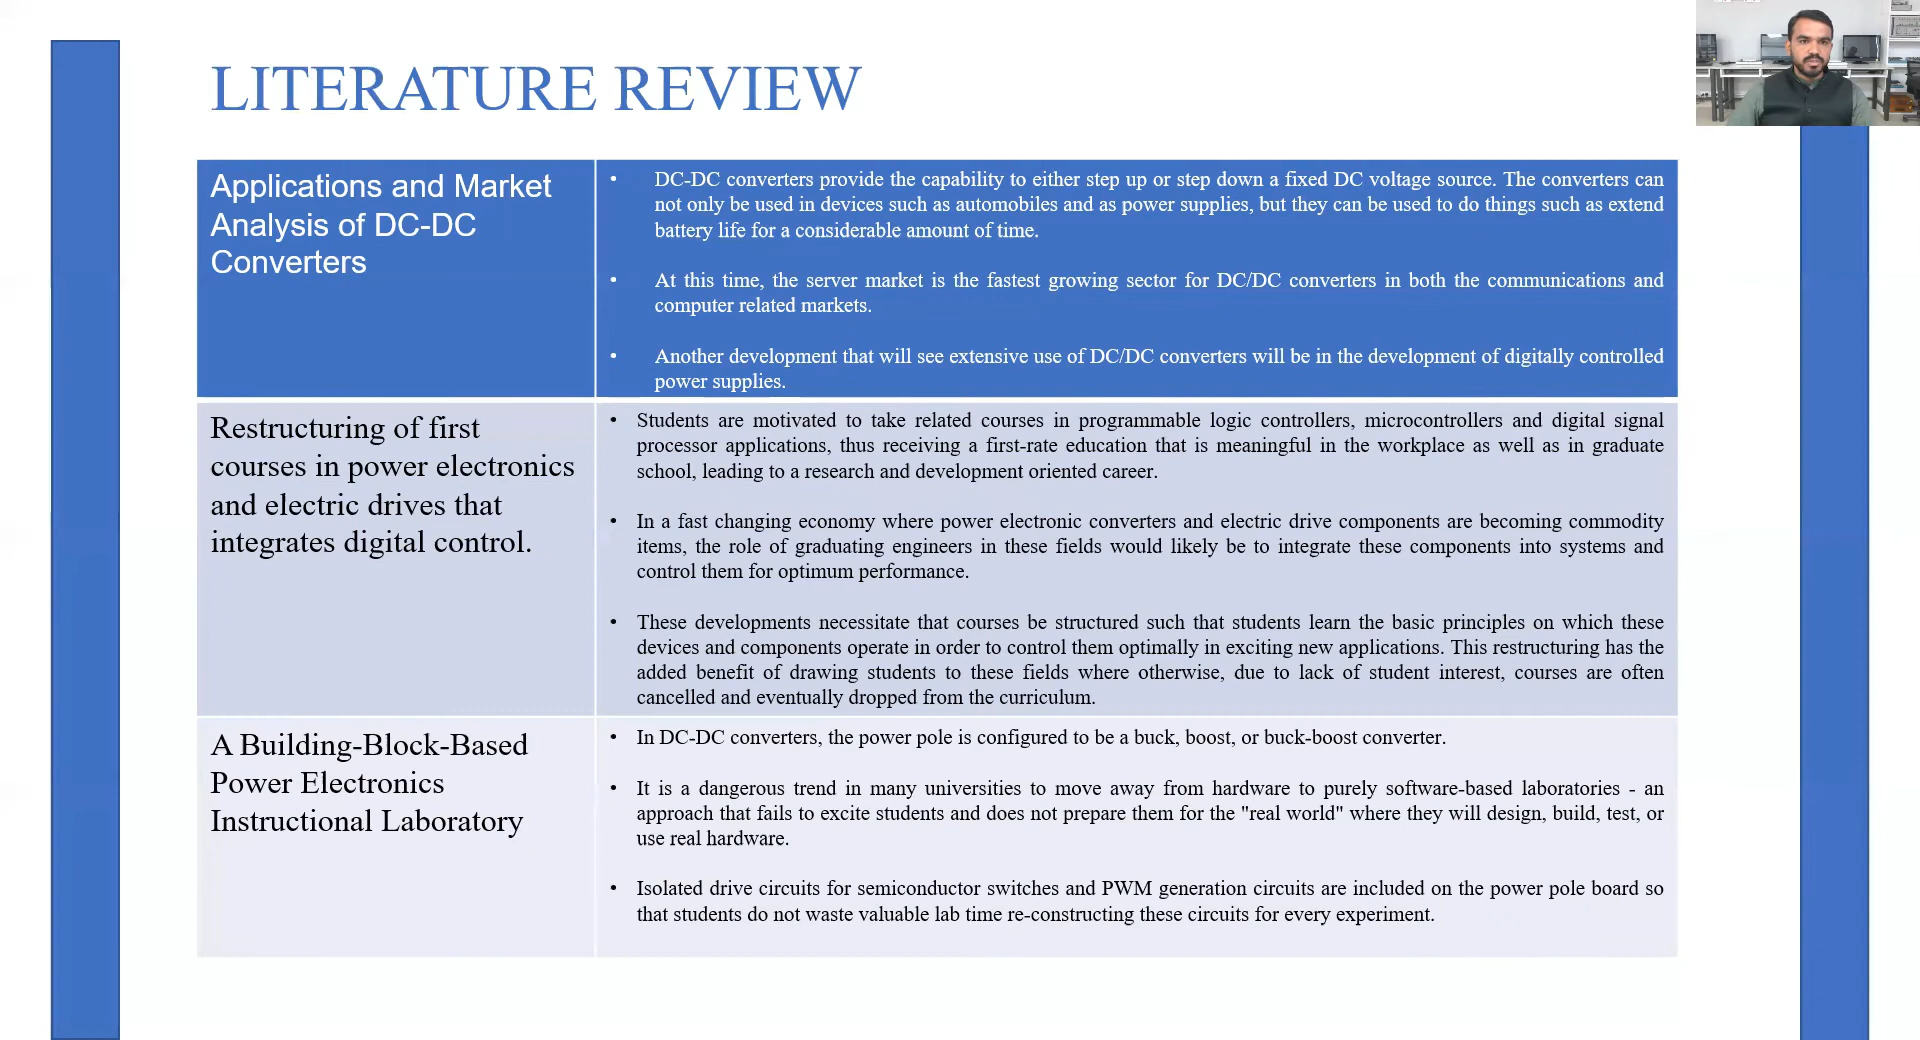 LITERATURE REVIEW
Applications and Market
Analysis of DC-DC
Converters
• DC-DC converters provide the capability to either step up or step down a fixed DC voltage source. The converters can
not only be used in devices such as automobiles and as power supplies, but they can be used to do things such as extend
battery life for a considerable amount of time.
• At this time, the server market is the fastest growing sector for DC/DC converters in both the communications and
computer related markets.
• Another development that will see extensive use of DC/DC converters will be in the development of digitally controlled
power supplies.
Restructuring of first
courses in power electronics
and electric drives that
integrates digital control.
• Students are motivated to take related courses in programmable logic controllers, microcontrollers and digital signal
processor applications, thus receiving a first-rate education that is meaningful in the workplace as well as in graduate
school, leading to a research and development oriented career.
• In a fast changing economy where power electronic converters and electric drive components are becoming commodity
items, the role of graduating engineers in these fields would likely be to integrate these components into systems and
control them for optimum performance.
• These developments necessitate that courses be structured such that students learn the basic principles on which these
devices and components operate in order to control them optimally in exciting new applications. This restructuring has the
added benefit of drawing students to these fields where otherwise, due to lack of student interest, courses are often
cancelled and eventually dropped from the curriculum.
A Building-Block-Based
Power Electronics
Instructional Laboratory
• In DC-DC converters, the power pole is configured to be a buck, boost, or buck-boost converter.
• It is a dangerous trend in many universities to move away from hardware to purely software-based laboratories - an
approach that fails to excite students and does not prepare them for the "real world" where they will design, build, test, or
use real hardware.
• Isolated drive circuits for semiconductor switches and PWM generation circuits are included on the power pole board so
that students do not waste valuable lab time re-constructing these circuits for every experiment.